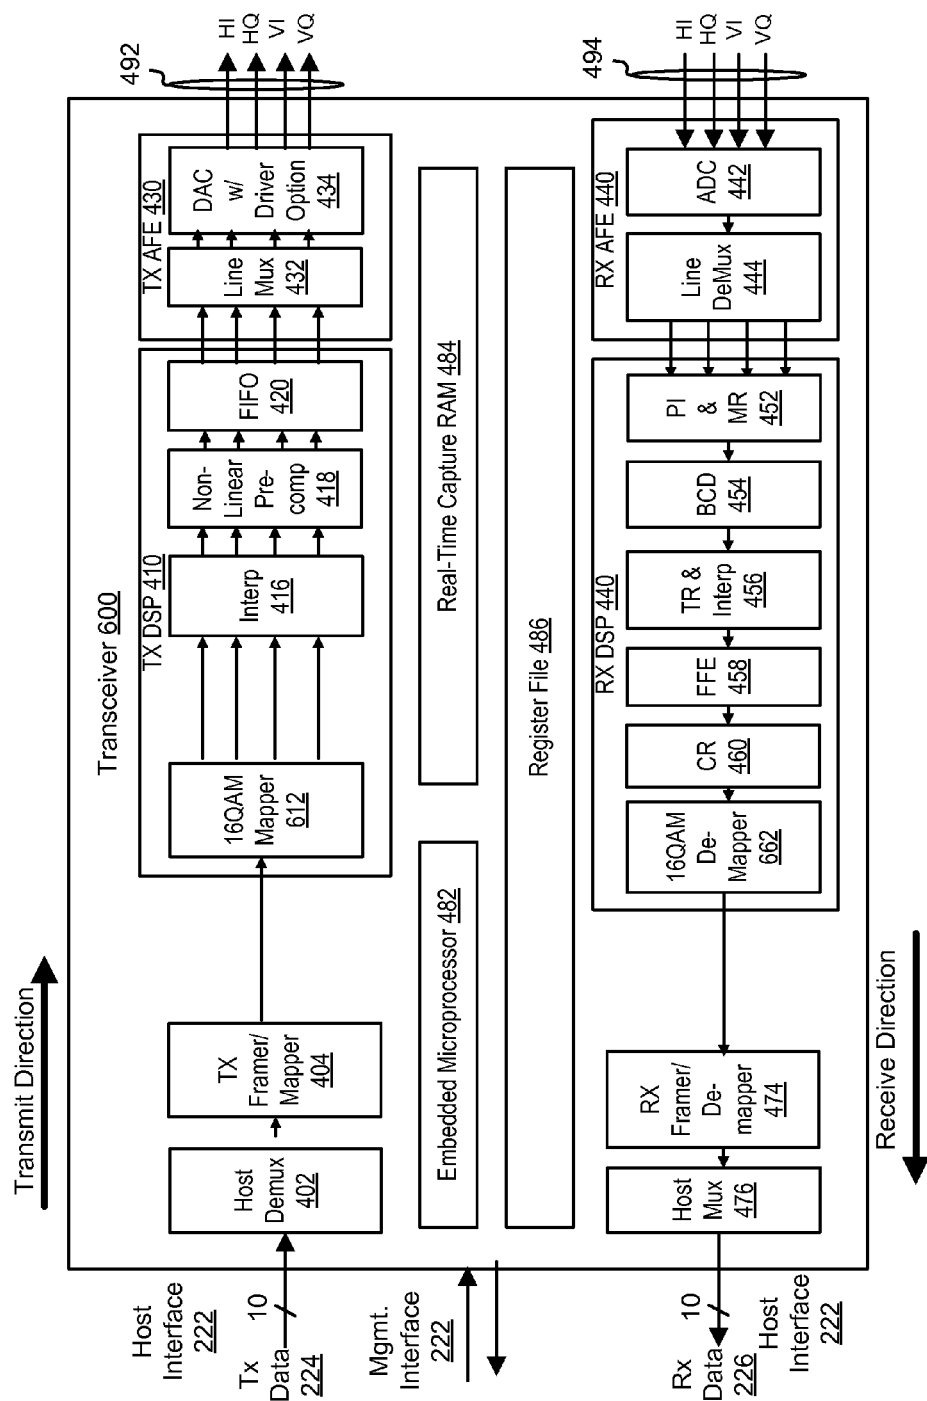 Transmit Direction
Transceiver 600
Host
Interface
222
Tx
Data
224
10
Host
Demux
402
TX
Framer/
Mapper
404
TX DSP 410
16QAM
Mapper
612
Interp
416
Non-
Linear
Pre-
comp
418
FIFO
420
TX AFE 430
Line
Mux
432
DAC
w/
Driver
Option
434
492
HI
HQ
VI
VQ
Mgmt.
Interface
222
Embedded Microprocessor 482
Real-Time Capture RAM 484
Register File 486
Rx
Data
226
10
Host
Interface
222
Host
Mux
476
RX
Framer/
De-
mapper
474
RX DSP 440
16QAM
De-
Mapper
662
CR
460
FFE
458
TR &
Interp
456
BCD
454
PI
&
MR
452
RX AFE 440
Line
DeMux
444
ADC
442
494
HI
HQ
VI
VQ
Receive Direction